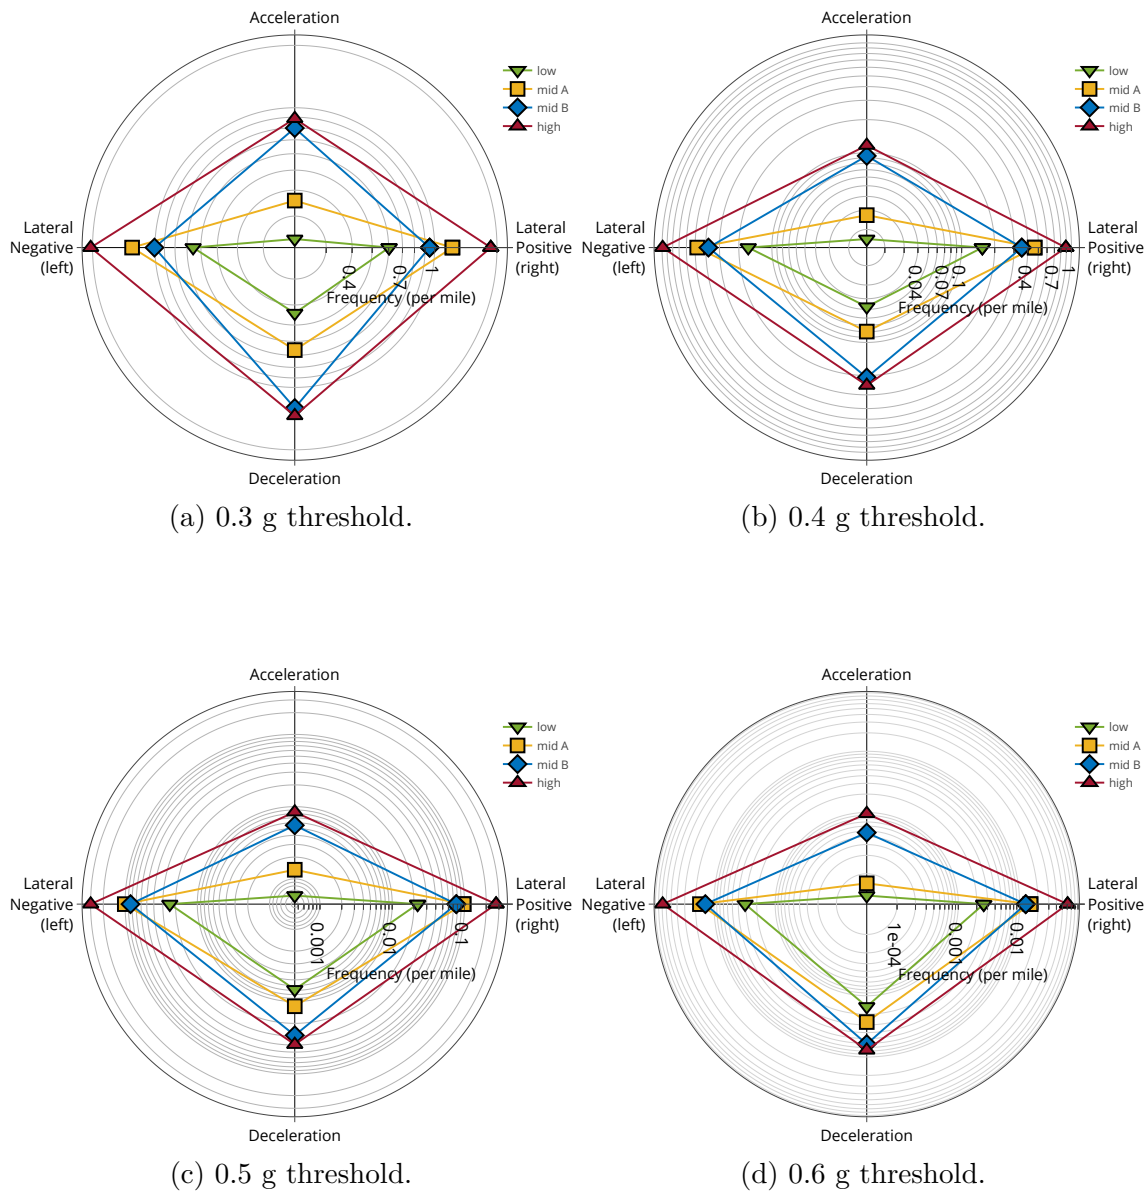 Acceleration
low
mid A
mid B
high
Lateral
Negative
(left)
Lateral
Positive
(right)
0.4
0.7
1
Frequency (per mile)
Deceleration
(a) 0.3 g threshold.
Acceleration
low
mid A
mid B
high
Lateral
Negative
(left)
Lateral
Positive
(right)
0.04
0.07
0.1
0.4
0.7
1
Frequency (per mile)
Deceleration
(b) 0.4 g threshold.
Acceleration
low
mid A
mid B
high
Lateral
Negative
(left)
Lateral
Positive
(right)
0.001
0.01
0.1
Frequency (per mile)
Deceleration
(c) 0.5 g threshold.
Acceleration
low
mid A
mid B
high
Lateral
Negative
(left)
Lateral
Positive
(right)
1e-04
0.001
0.01
Frequency (per mile)
Deceleration
(d) 0.6 g threshold.